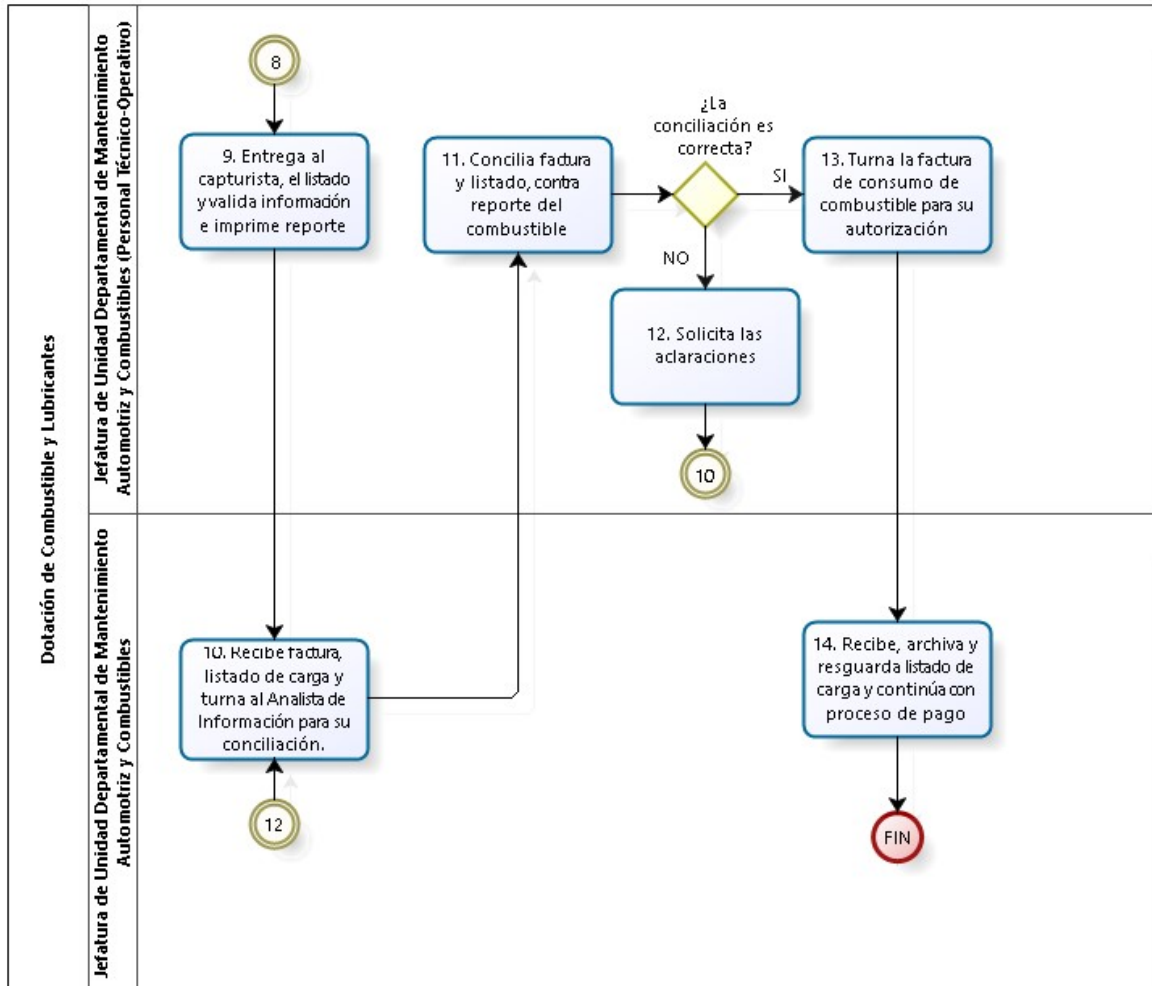 Dotación de Combustible y Lubricantes
Jefatura de Unidad Departamental de Mantenimiento
Automotriz y Combustibles (Personal Técnico-Operativo)
8
9. Entrega al
capturista, el listado
y valida información
e imprime reporte
11. Concilia factura
y listado, contra
reporte del
combustible
¿La
conciliación es
correcta?
SI
NO
13. Turna la factura
de consumo de
combustible para su
autorización
12. Solicita las
aclaraciones
10
Jefatura de Unidad Departamental de Mantenimiento
Automotriz y Combustibles
10. Recibe factura,
listado de carga y
turna al Analista de
Información para su
conciliación.
12
14. Recibe, archiva y
resguarda listado de
carga y continúa con
proceso de pago
FIN